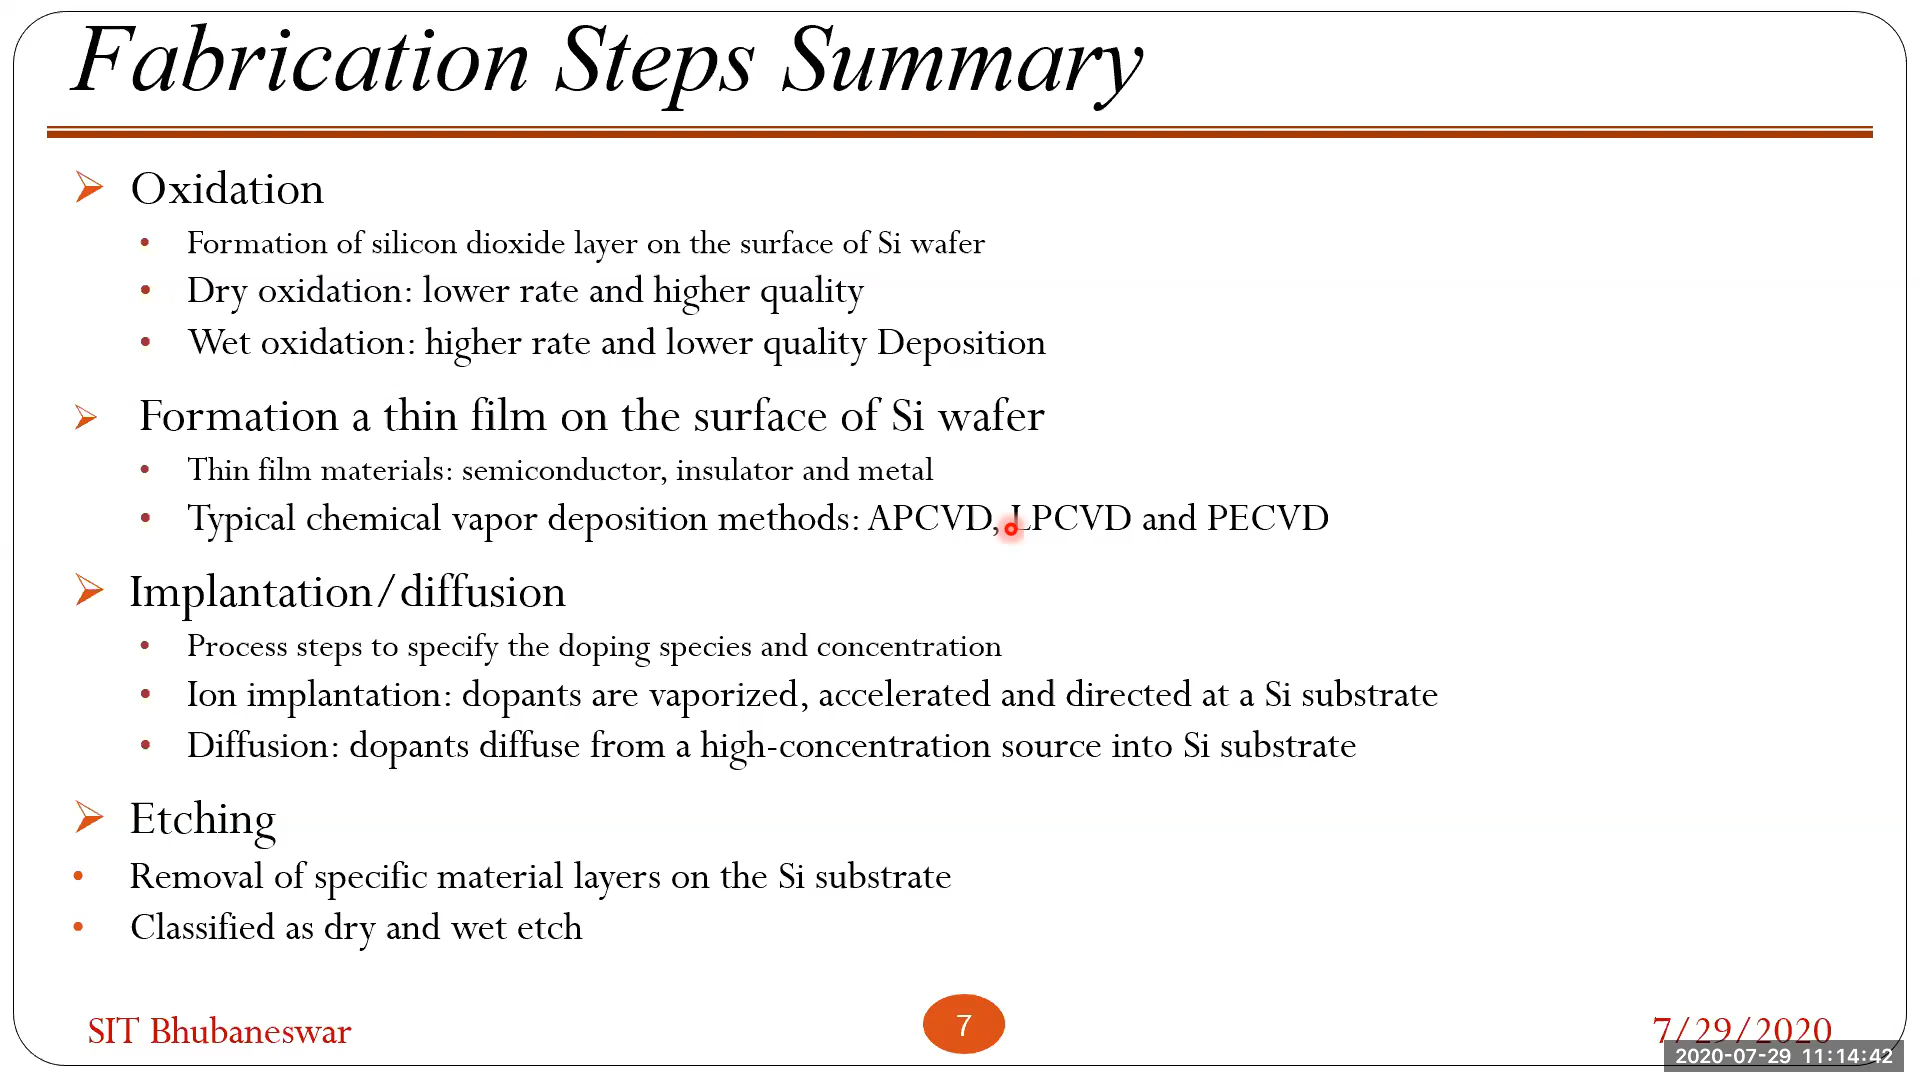 Fabrication Steps Summary
Oxidation
Formation of silicon dioxide layer on the surface of Si wafer
Dry oxidation: lower rate and higher quality
Wet oxidation: higher rate and lower quality Deposition
Formation a thin film on the surface of Si wafer
Thin film materials: semiconductor, insulator and metal
Typical chemical vapor deposition methods: APCVD, LPCVD and PECVD
Implantation/diffusion
Process steps to specify the doping species and concentration
Ion implantation: dopants are vaporized, accelerated and directed at a Si substrate
Diffusion: dopants diffuse from a high-concentration source into Si substrate
Etching
Removal of specific material layers on the Si substrate
Classified as dry and wet etch
SIT Bhubaneswar
7
7/29/2020
2020-07-29 11:14:42